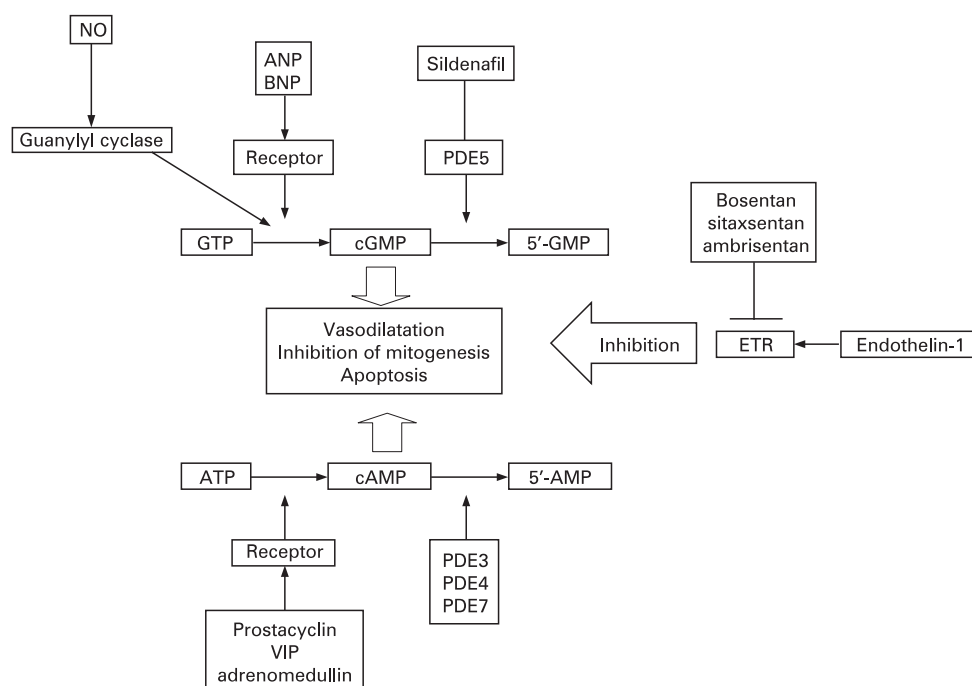 NO
ANP
BNP
Sildenafil
Guanylyl cyclase
Receptor
PDE5
Bosentan
sitaxsentan
ambrisentan
GTP
cGMP
5′-GMP
Vasodilatation
Inhibition of mitogenesis
Apoptosis
Inhibition
ETR
Endothelin-1
ATP
cAMP
5′-AMP
Receptor
PDE3
PDE4
PDE7
Prostacyclin
VIP
adrenomedullin